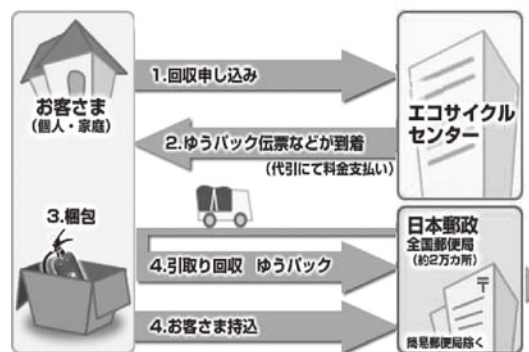 1.回収申し込み
お客さま
(個人・家庭)
エコサイクル
センター
2.ゆうパック伝票などが到着
(代引にて料金支払い)
3.梱包
日本郵政
全国郵便局
(約2万カ所)
4.引取り回収 ゆうパック
〒
4.お客さま持込
簡易郵便局除く